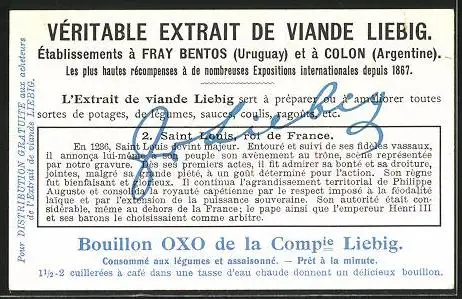 VÉRITABLE EXTRAIT DE VIANDE LIEBIG.
Établissements à FRAY BENTOS (Uruguay) et à COLON (Argentine).
Les plus hautes récompenses à de nombreuses Expositions internationales depuis 1867.
L'Extrait de viande Liebig sert à préparer ou à améliorer toutes
sortes de potages, de légumes, sauces, coulis, ragoûts, etc.
2. Saint Louis, roi de France.
En 1236, Saint Louis devint majeur. Entouré et suivi de ses fidèles vassaux,
il annonça lui-même au peuple son avènement au trône, scène représentée
par notre gravure. Dans ses premiers actes, il fit admirer sa bonté et sa droiture,
jointes, malgré sa grande piété, à un goût déterminé pour l'action. Son règne
fut bienfaisant et glorieux. Il continua l'agrandissement territorial de Philippe
Auguste et consolida la royauté capétienne par le respect imposé à la féodalité
laïque et par l'extension de la puissance souveraine. Son autorité était consi-
dérable, même au dehors de la France; le pape ainsi que l'empereur Henri III
et ses barons le choisissaient comme arbitre.
Bouillon OXO de la Compie Liebig.
Consommé aux légumes et assaisonné. – Prêt à la minute.
1½-2 cuillerées à café dans une tasse d'eau chaude donnent un délicieux bouillon.
Pour DISTRIBUTION GRATUITE aux acheteurs
de l'Extrait de viande LIEBIG.